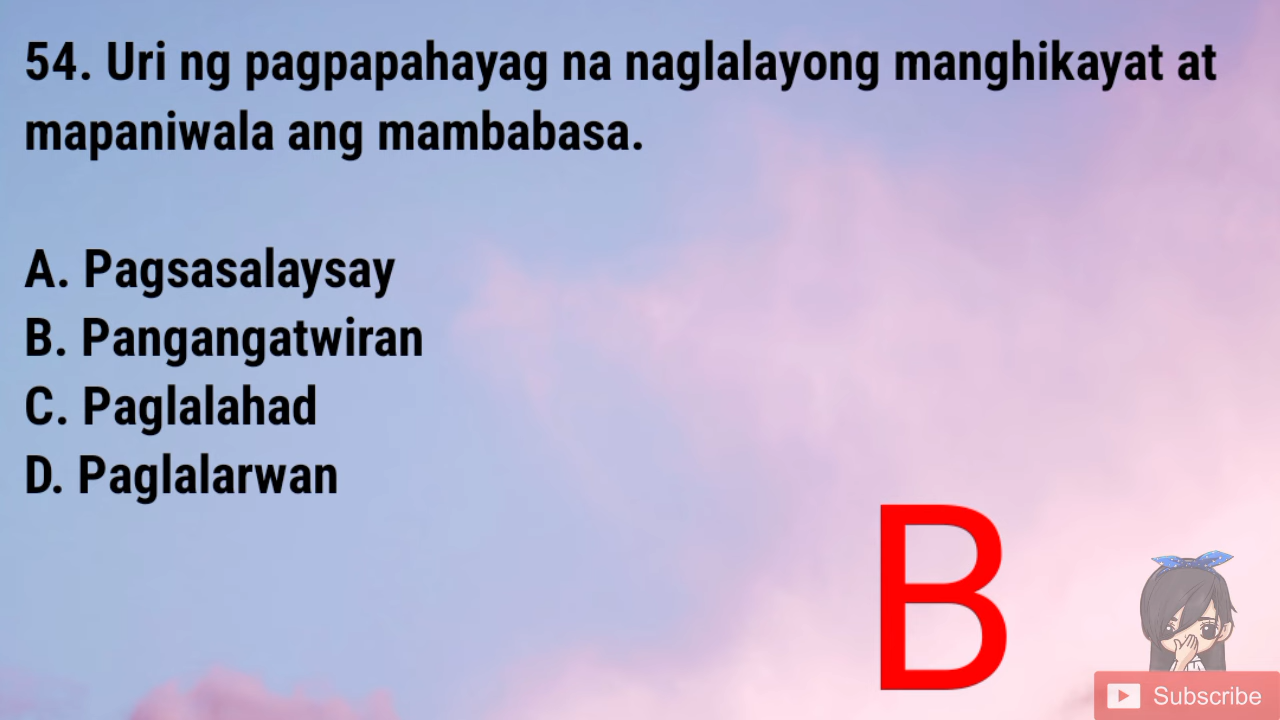 54. Uri ng pagpapahayag na naglalayong manghikayat at
mapaniwala ang mambabasa.
A. Pagsasalaysay
B. Pangangatwiran
C. Paglalahad
D. Paglalarwan
B
Subscribe